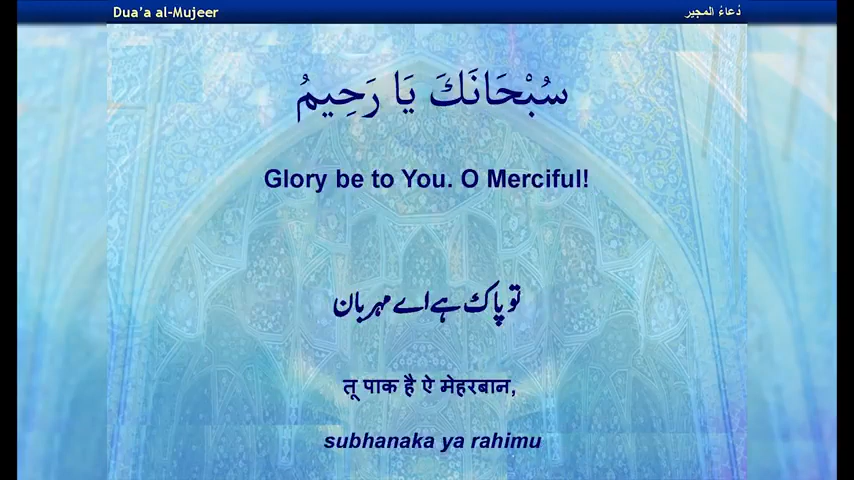 Dua'a al-Mujeer دُعاءُ المجير
سُبْحَانَكَ يَا رَحِيمُ
Glory be to You. O Merciful!
تو پاک ہے اے مہربان
तू पाक है ऐ मेहरबान,
subhanaka ya rahimu